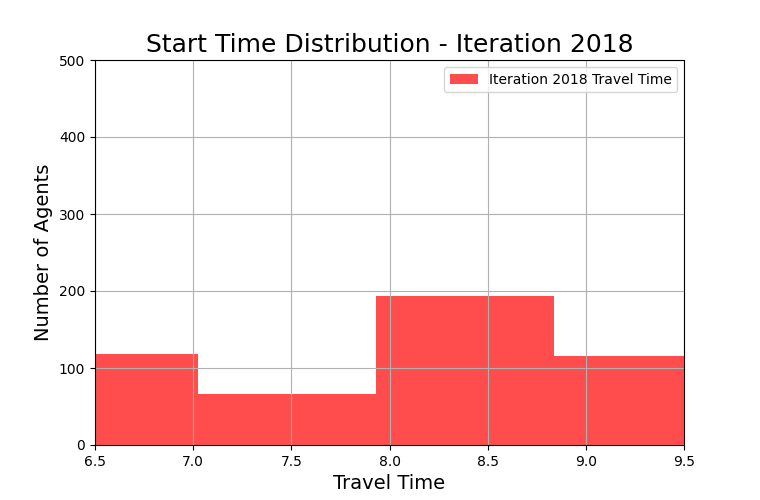 Start Time Distribution - Iteration 2018
500
Iteration 2018 Travel Time
400
300
200
100
0
Number of Agents
6.5 7.0 7.5 8.0 8.5 9.0 9.5
Travel Time